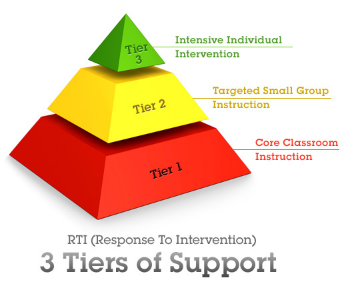 Tier
3
Intensive Individual
Intervention
Tier 2
Targeted Small Group
Instruction
Tier 1
Core Classroom
Instruction
RTI (Response To Intervention)
3 Tiers of Support